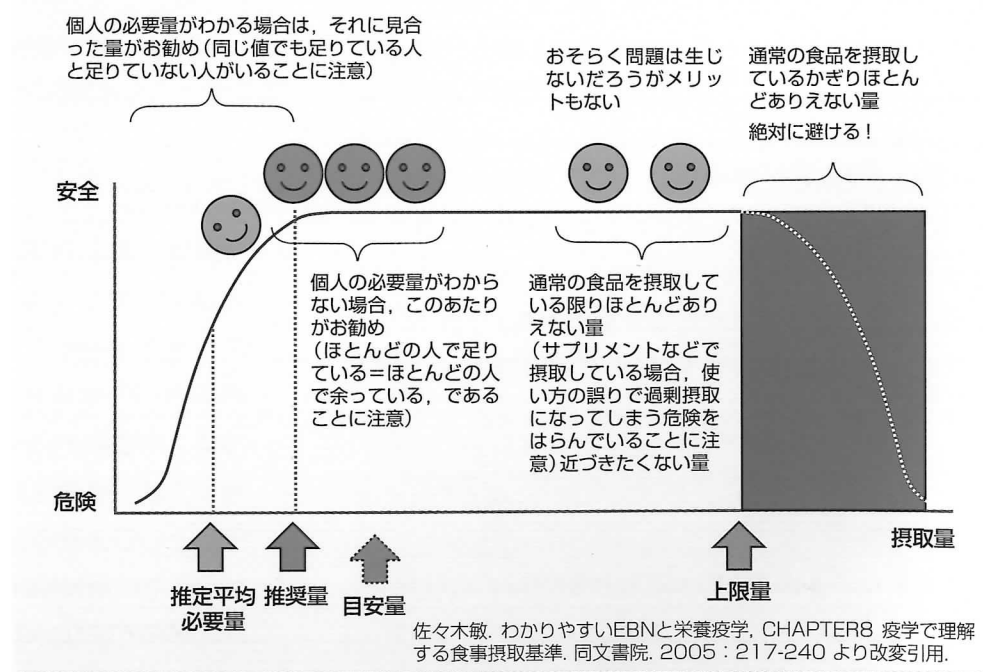 個人の必要量がわかる場合は，それに見合
った量がお勧め（同じ値でも足りている人
と足りていない人がいることに注意）
おそらく問題は生じ
ないだろうがメリッ
トもない
通常の食品を摂取し
ているかぎりほとん
どありえない量
絶対に避ける！
安全
個人の必要量がわから
ない場合，このあたり
がお勧め
（ほとんどの人で足り
ている＝ほとんどの人
で余っている，である
ことに注意）
通常の食品を摂取して
いる限りほとんどあり
えない量
（サプリメントなどで
摂取している場合，使
い方の誤りで過剰摂取
になってしまう危険を
はらんでいることに注
意）近づきたくない量
危険
摂取量
推定平均
必要量
推奨量
目安量
上限量
佐々木敏．わかりやすいEBNと栄養疫学，CHAPTER8 疫学で理解
する食事摂取基準．同文書院．2005：217-240 より改変引用．